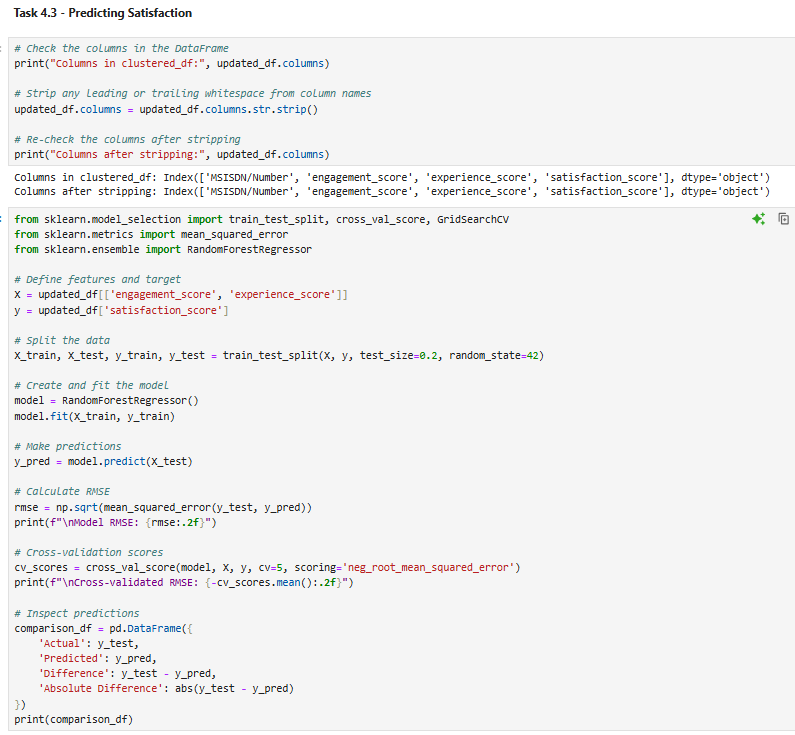 Task 4.3 - Predicting Satisfaction
# Check the columns in the DataFrame
print("Columns in clustered_df:", updated_df.columns)
# Strip any leading or trailing whitespace from column names
updated_df.columns = updated_df.columns.str.strip()
# Re-check the columns after stripping
print("Columns after stripping:", updated_df.columns)
Columns in clustered_df: Index(['MSISDN/Number', 'engagement_score', 'experience_score', 'satisfaction_score'], dtype='object')
Columns after stripping: Index(['MSISDN/Number', 'engagement_score', 'experience_score', 'satisfaction_score'], dtype='object')
from sklearn.model_selection import train_test_split, cross_val_score, GridSearchCV
from sklearn.metrics import mean_squared_error
from sklearn.ensemble import RandomForestRegressor
# Define features and target
X = updated_df[['engagement_score', 'experience_score']]
y = updated_df['satisfaction_score']
# Split the data
X_train, X_test, y_train, y_test = train_test_split(X, y, test_size=0.2, random_state=42)
# Create and fit the model
model = RandomForestRegressor()
model.fit(X_train, y_train)
# Make predictions
y_pred = model.predict(X_test)
# Calculate RMSE
rmse = np.sqrt(mean_squared_error(y_test, y_pred))
print(f"\nModel RMSE: {rmse:.2f}")
# Cross-validation scores
cv_scores = cross_val_score(model, X, y, cv=5, scoring='neg_root_mean_squared_error')
print(f"\nCross-validated RMSE: {-cv_scores.mean():.2f}")
# Inspect predictions
comparison_df = pd.DataFrame({
    'Actual': y_test,
    'Predicted': y_pred,
    'Difference': y_test - y_pred,
    'Absolute Difference': abs(y_test - y_pred)
})
print(comparison_df)